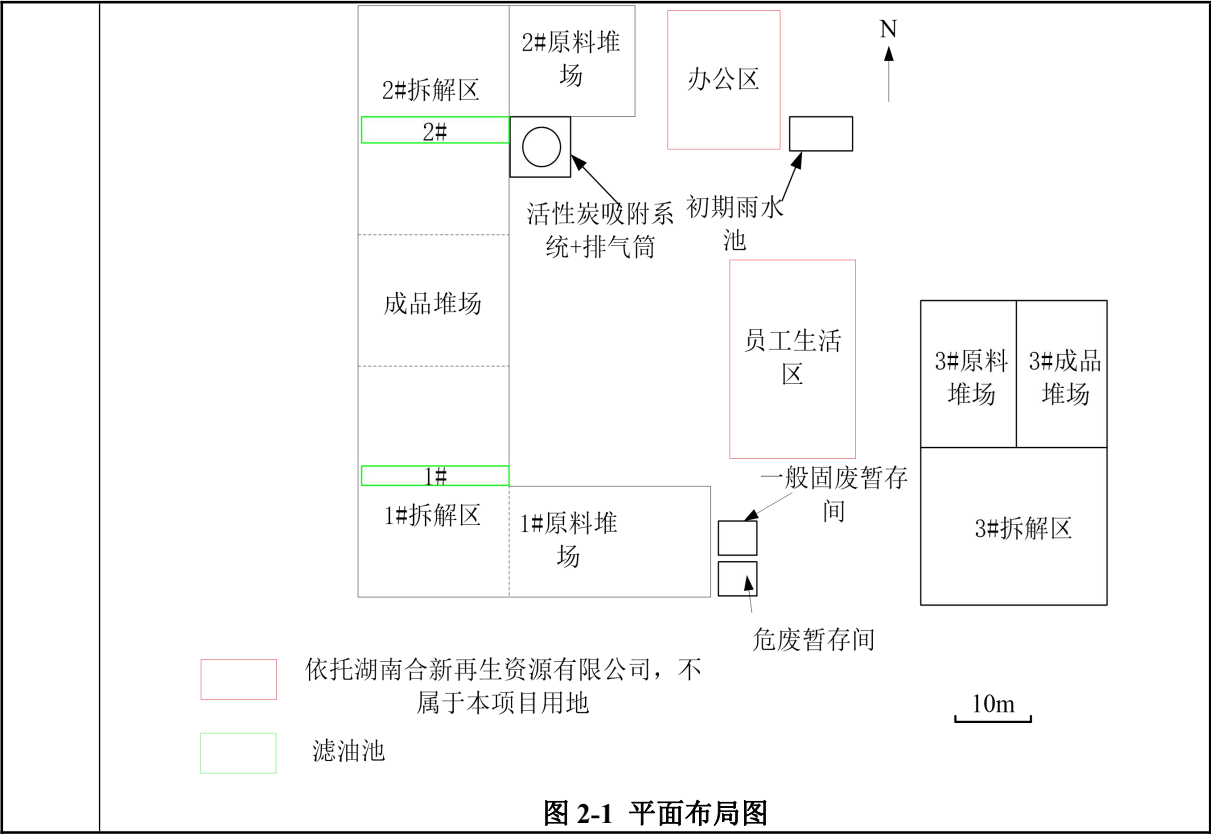 2#原料堆
场
办公区
N
2#拆解区
2#
活性炭吸附系
统+排气筒
初期雨水
池
成品堆场
员工生活
区
3#原料
堆场
3#成品
堆场
1#
一般固废暂存
间
1#拆解区
1#原料堆
场
3#拆解区
危废暂存间
依托湖南合新再生资源有限公司，不
属于本项目用地
10m
滤油池
图 2-1 平面布局图